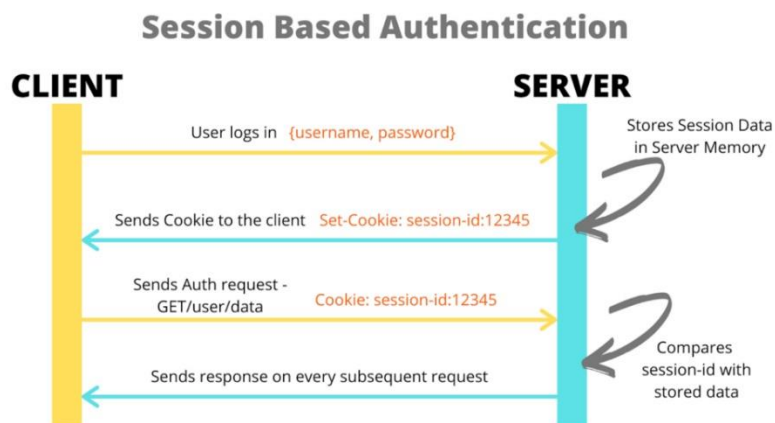 Session Based Authentication
CLIENT
SERVER
User logs in {username, password}
Stores Session Data
in Server Memory
Sends Cookie to the client Set-Cookie: session-id:12345
Sends Auth request -
GET/user/data
Cookie: session-id:12345
Compares
session-id with
stored data
Sends response on every subsequent request